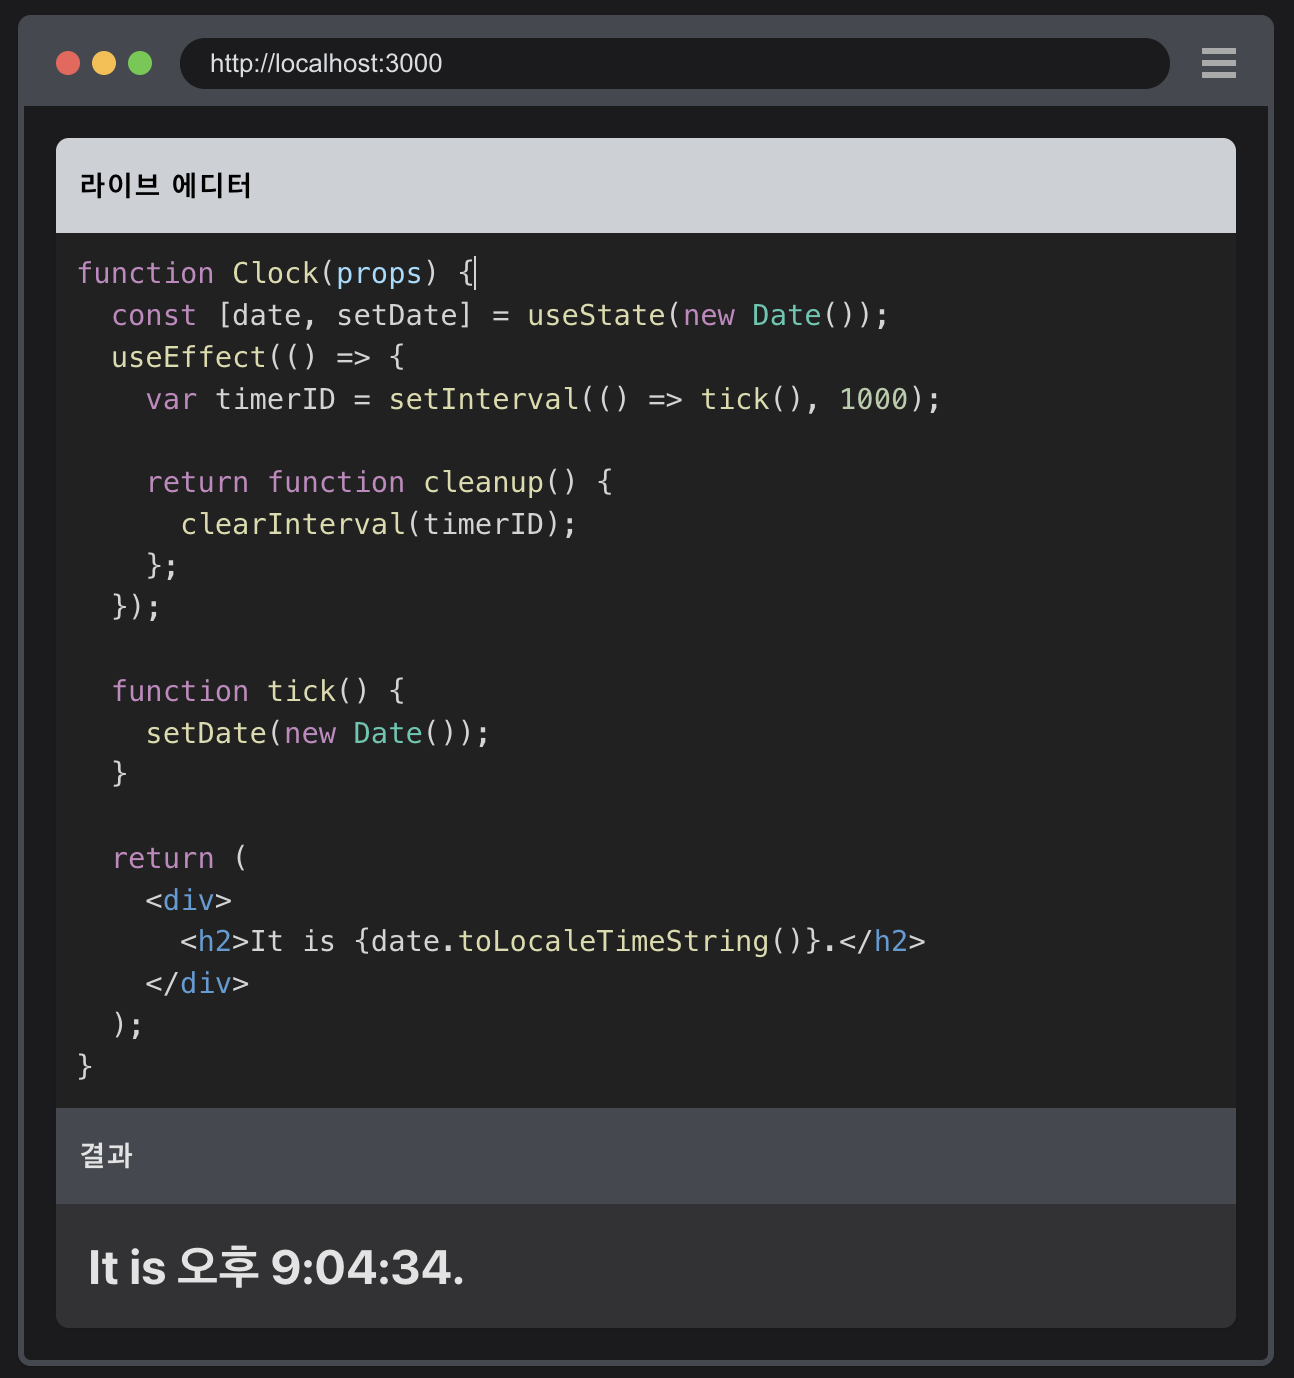 http://localhost:3000
라이브 에디터
function Clock(props) {
  const [date, setDate] = useState(new Date());
  useEffect(() => {
    var timerID = setInterval(() => tick(), 1000);

    return function cleanup() {
      clearInterval(timerID);
    };
  });

  function tick() {
    setDate(new Date());
  }

  return (
    <div>
      <h2>It is {date.toLocaleTimeString()}.</h2>
    </div>
  );
}
결과
It is 오후 9:04:34.